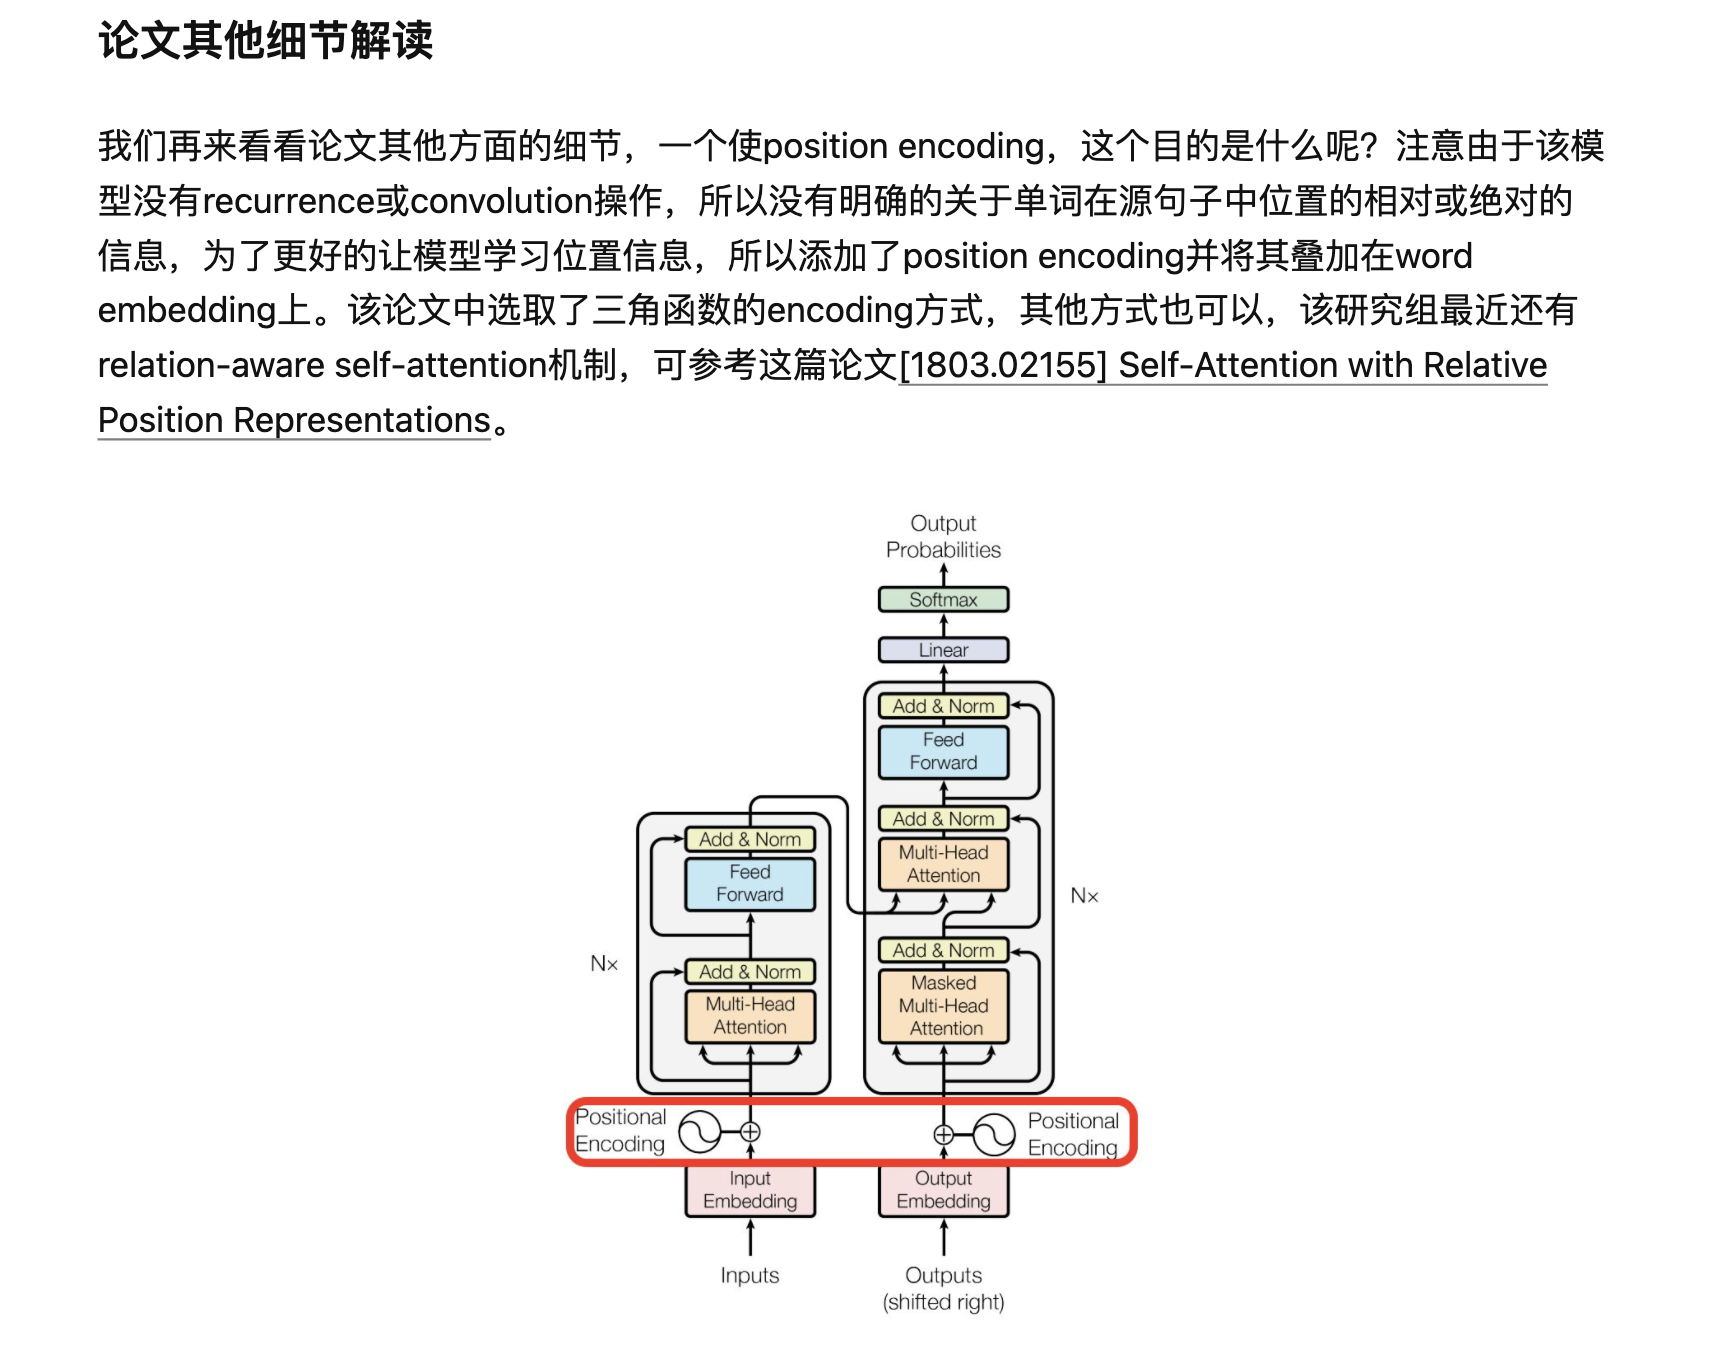 论文其他细节解读
我们再来看看论文其他方面的细节，一个使position encoding，这个目的是什么呢？注意由于该模
型没有recurrence或convolution操作，所以没有明确的关于单词在源句子中位置的相对或绝对的
信息，为了更好的让模型学习位置信息，所以添加了position encoding并将其叠加在word
embedding上。该论文中选取了三角函数的encoding方式，其他方式也可以，该研究组最近还有
relation-aware self-attention机制，可参考这篇论文[1803.02155] Self-Attention with Relative
Position Representations。
Output
Probabilities
Softmax
Linear
Add & Norm
Feed
Forward
Add & Norm
Multi-Head
Attention
Nx
Add & Norm
Masked
Multi-Head
Attention
Add & Norm
Feed
Forward
Nx
Add & Norm
Multi-Head
Attention
Positional
Encoding
Positional
Encoding
Input
Embedding
Output
Embedding
Inputs
Outputs
(shifted right)